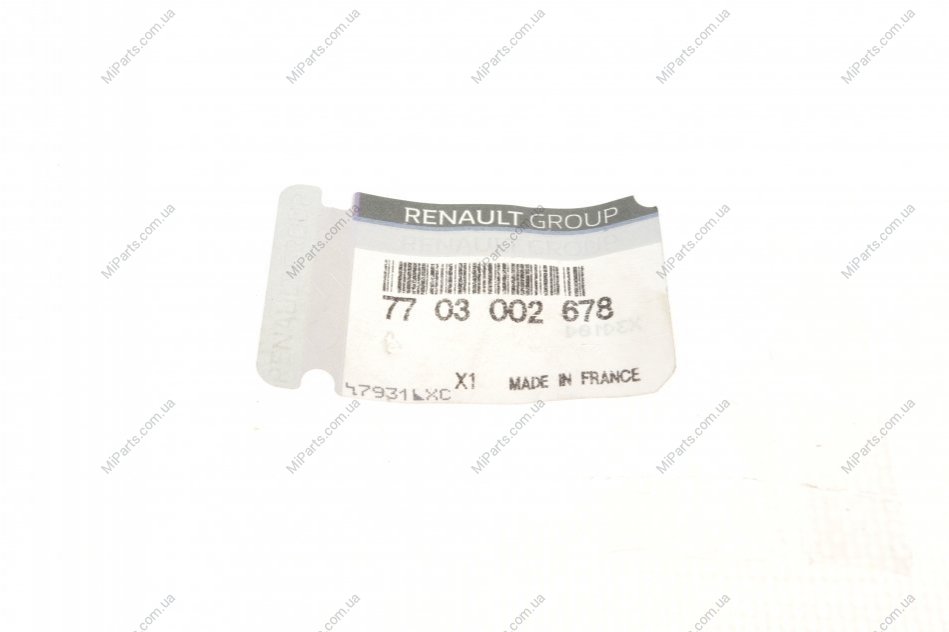 RENAULT GROUP
77 03 002 678
X1 MADE IN FRANCE
MiParts.com.ua